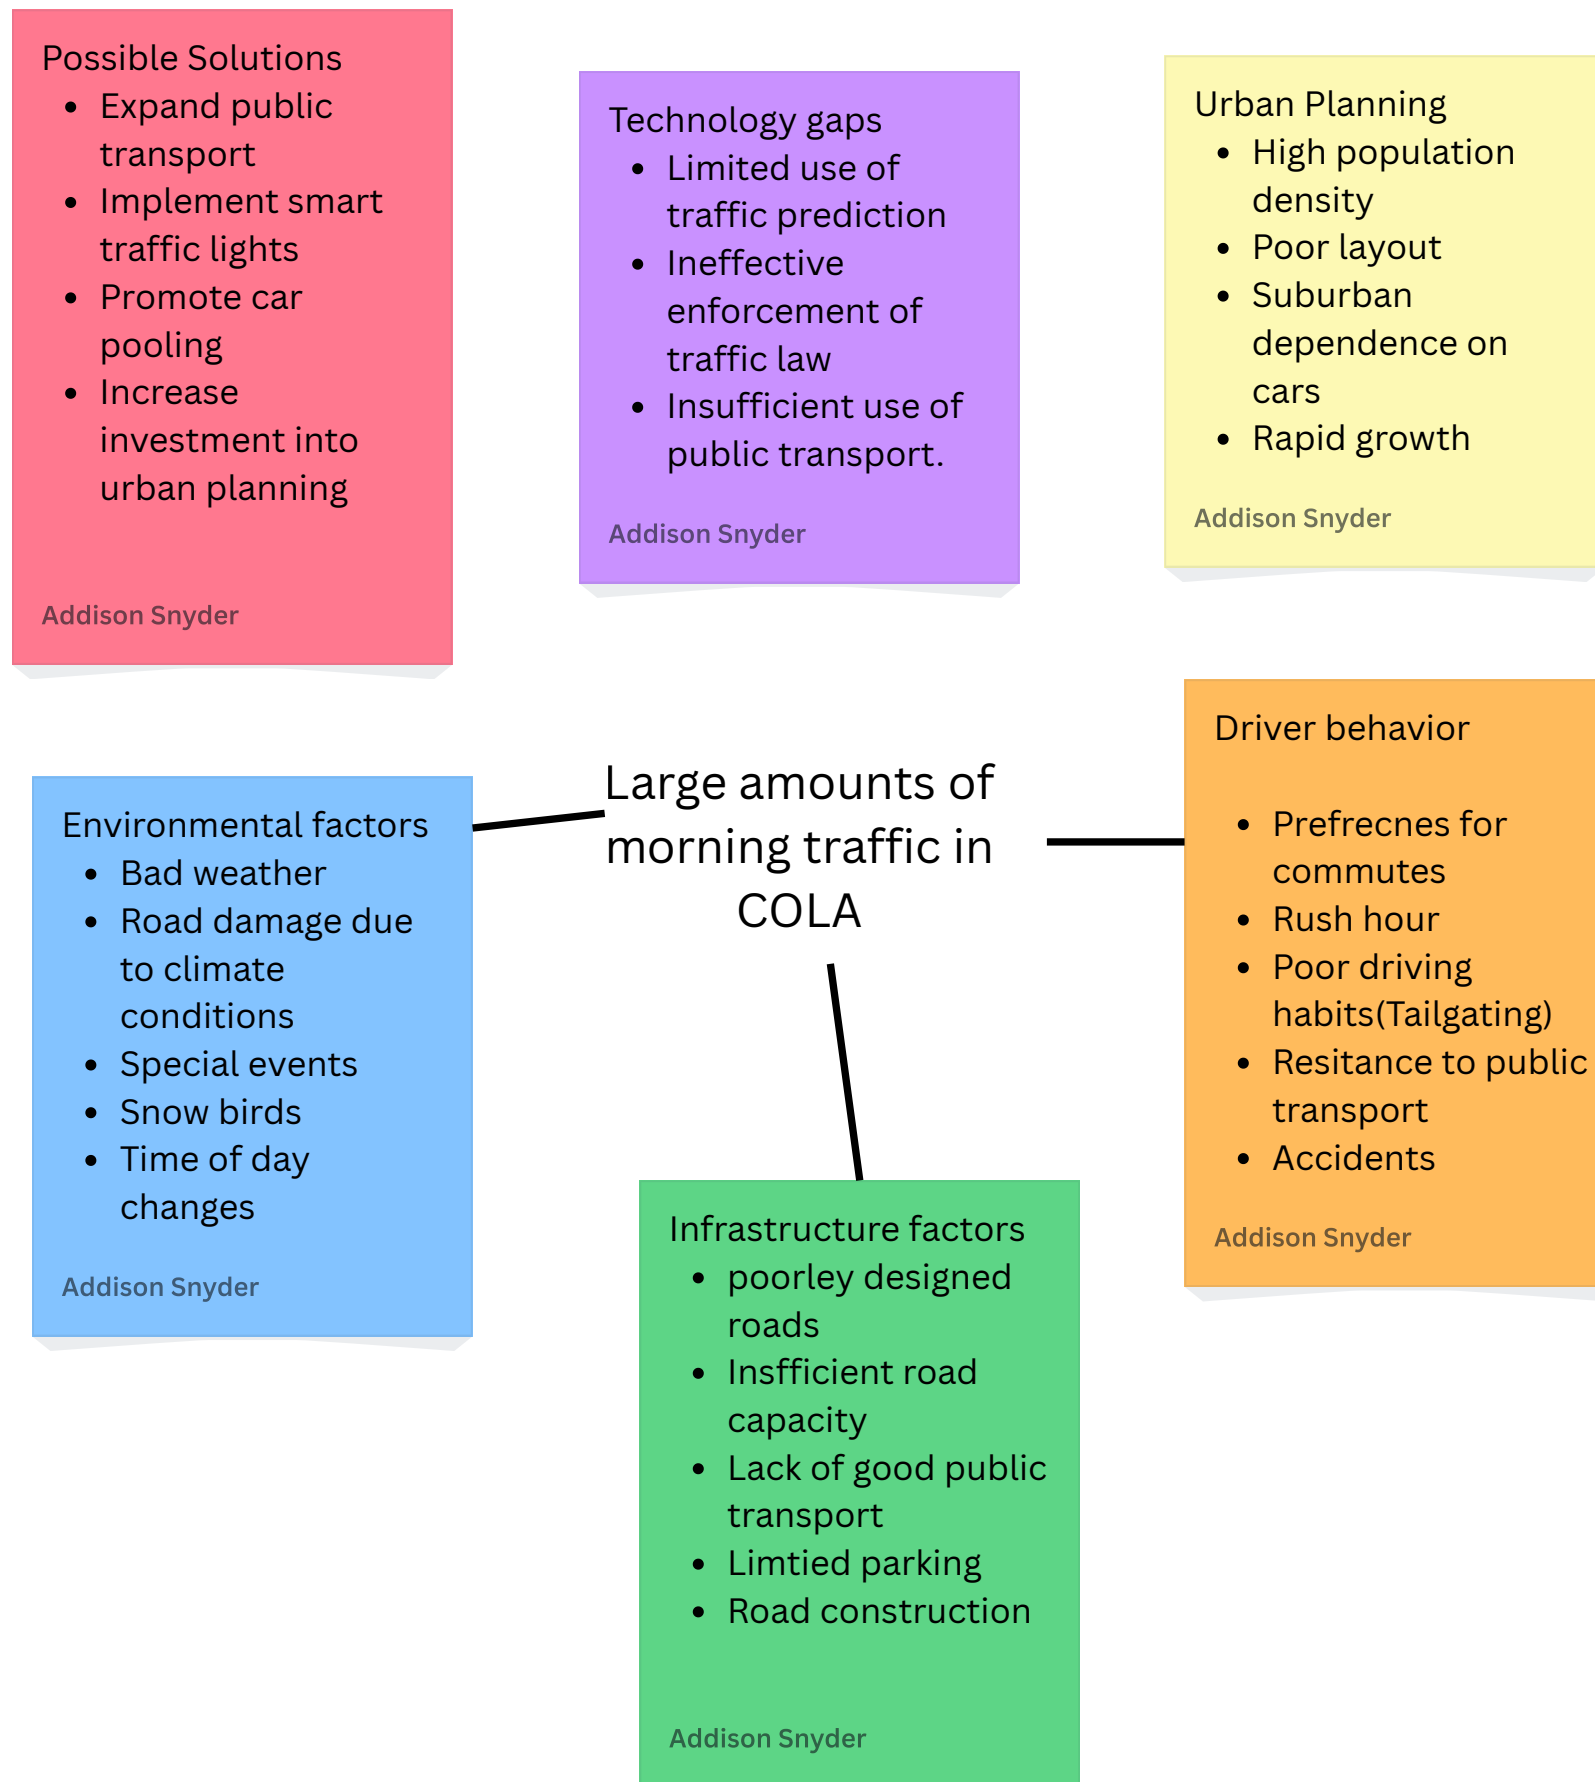 Possible Solutions
• Expand public
transport
• Implement smart
traffic lights
• Promote car
pooling
• Increase
investment into
urban planning
Addison Snyder
Technology gaps
• Limited use of
traffic prediction
• Ineffective
enforcement of
traffic law
• Insufficient use of
public transport.
Addison Snyder
Urban Planning
• High population
density
• Poor layout
• Suburban
dependence on
cars
• Rapid growth
Addison Snyder
Environmental factors
• Bad weather
• Road damage due
to climate
conditions
• Special events
• Snow birds
• Time of day
changes
Addison Snyder
Large amounts of
morning traffic in
COLA
Driver behavior
• Prefrecnes for
commutes
• Rush hour
• Poor driving
habits(Tailgating)
• Resitance to public
transport
• Accidents
Addison Snyder
Infrastructure factors
• poorley designed
roads
• Insfficient road
capacity
• Lack of good public
transport
• Limtied parking
• Road construction
Addison Snyder